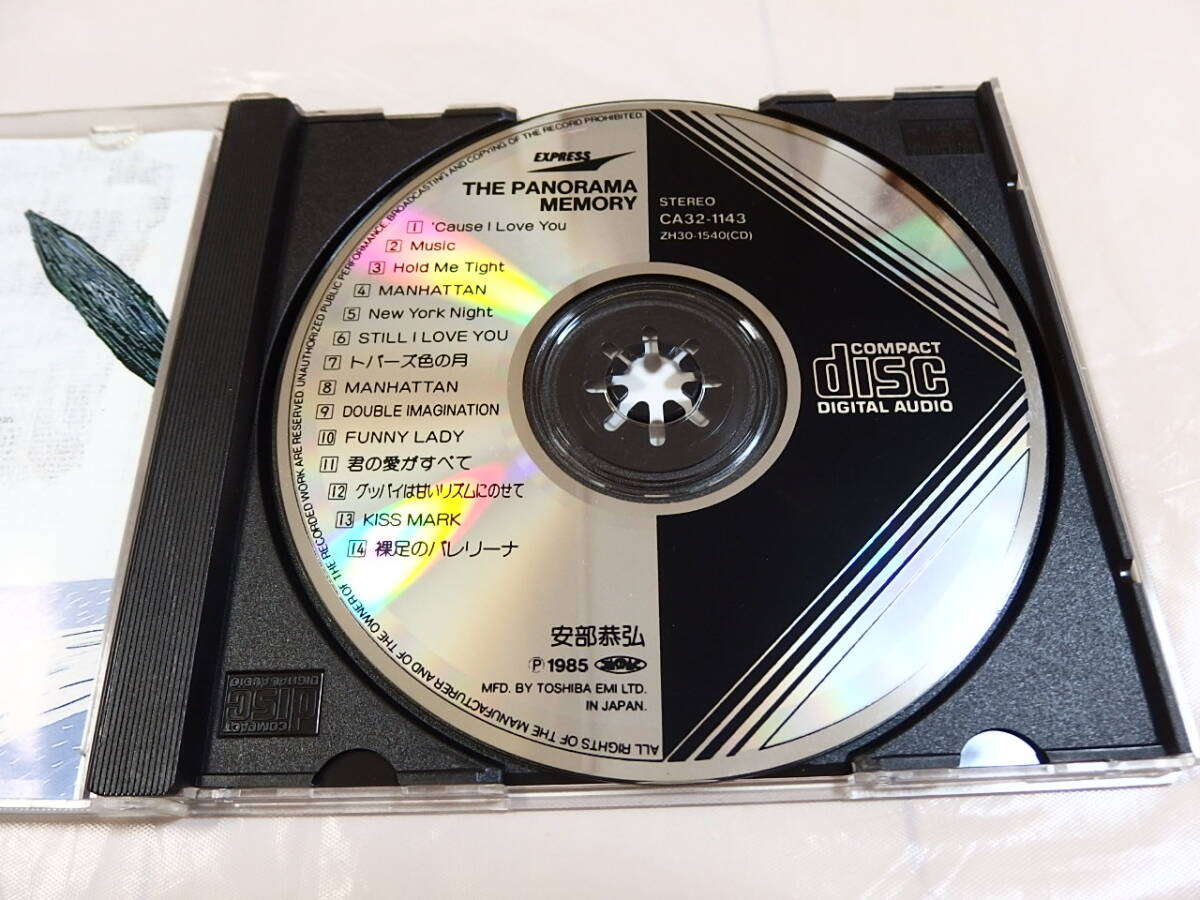 EXPRESS
THE PANORAMA
MEMORY
1 'Cause I Love You
2 Music
3 Hold Me Tight
4 MANHATTAN
5 New York Night
6 STILL I LOVE YOU
7 トパーズ色の月
8 MANHATTAN
9 DOUBLE IMAGINATION
10 FUNNY LADY
11 君の愛がすべて
12 グッバイは甘いリズムにのせて
13 KISS MARK
14 裸足のバレリーナ
安部恭弘
Ⓟ1985
MFD. BY TOSHIBA EMI LTD.
IN JAPAN.
STEREO
CA32-1143
ZH30-1540(CD)
COMPACT
disc
DIGITAL AUDIO
ALL RIGHTS OF THE MANUFACTURER AND OF THE OWNER OF THE RECORDED WORK ARE RESERVED UNAUTHORIZED PUBLIC PERFORMANCE, BROADCASTING AND COPYING OF THE RECORD PROHIBITED.
COMPACT
disc
DIGITAL AUDIO